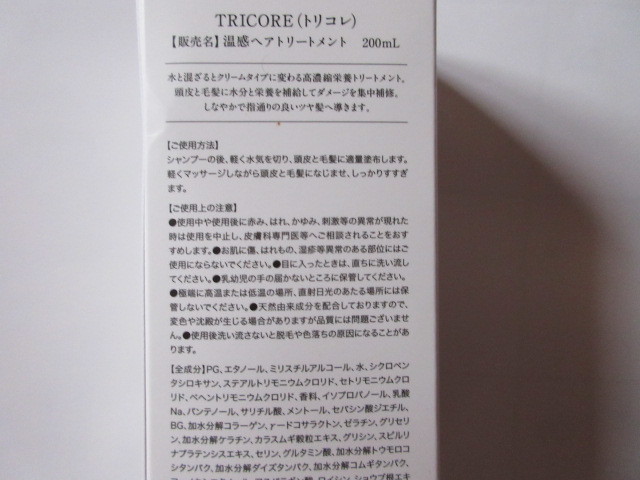 TRICORE(トリコレ)
【販売名】温感ヘアトリートメント 200mL
水と混ざるとクリームタイプに変わる高濃縮栄養トリートメント。
頭皮と毛髪に水分と栄養を補給してダメージを集中補修。
しなやかで指通りの良いツヤ髪へ導きます。
【ご使用方法】
シャンプーの後、軽く水気を切り、頭皮と毛髪に適量塗布します。
軽くマッサージしながら頭皮と毛髪になじませ、しっかりすすぎ
ます。
【ご使用上の注意】
●使用中や使用後に赤み、はれ、かゆみ、刺激等の異常が現れた
時は使用を中止し、皮膚科専門医等へご相談されることをおす
すめします。●お肌に傷、はれもの、湿疹等異常のある部位にはご
使用にならないでください。●目に入ったときは、直ちに洗い流し
てください。●乳幼児の手の届かないところに保管してください。
●極端に高温または低温の場所、直射日光のあたる場所には保
管しないでください。●天然由来成分を配合しておりますので、
変色や沈殿が生じる場合がありますが品質には問題ございませ
ん。●使用後洗い流さないと脱毛や色落ちの原因になることがあ
ります。
【全成分】PG、エタノール、ミリスチルアルコール、水、シクロペン
タシロキサン、ステアルトリモニウムクロリド、セトリモニウムクロ
リド、ベヘントリモニウムクロリド、香料、イソプロパノール、乳酸
Na、パンテノール、サリチル酸、メントール、セバシン酸ジエチル、
BG、加水分解コラーゲン、γ-ドコサラクトン、ゼラチン、グリセリ
ン、加水分解ケラチン、カラスムギ穀粒エキス、グリシン、スピルリ
ナプラテンシスエキス、セリン、グルタミン酸、加水分解トウモロコ
シタンパク、加水分解ダイズタンパク、加水分解コムギタンパク、